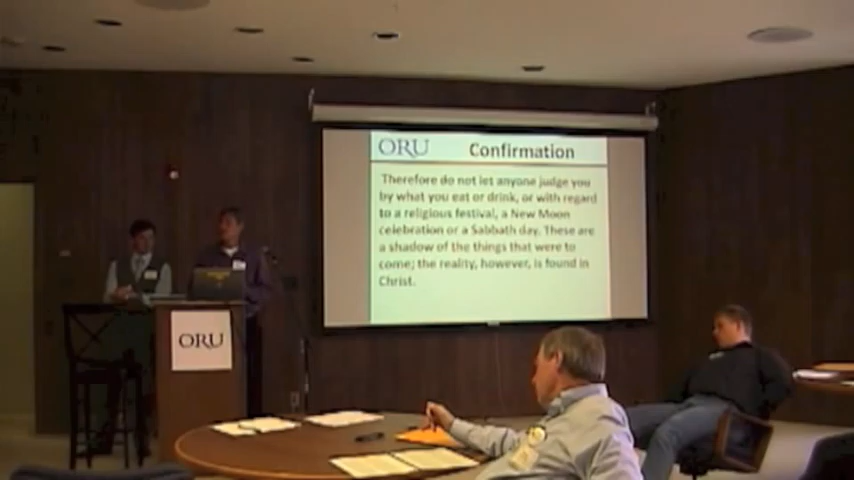 ORU Confirmation
Therefore do not let anyone judge you
by what you eat or drink, or with regard
to a religious festival, a New Moon
celebration or a Sabbath day. These are
a shadow of the things that were to
come; the reality, however, is found in
Christ.
ORU